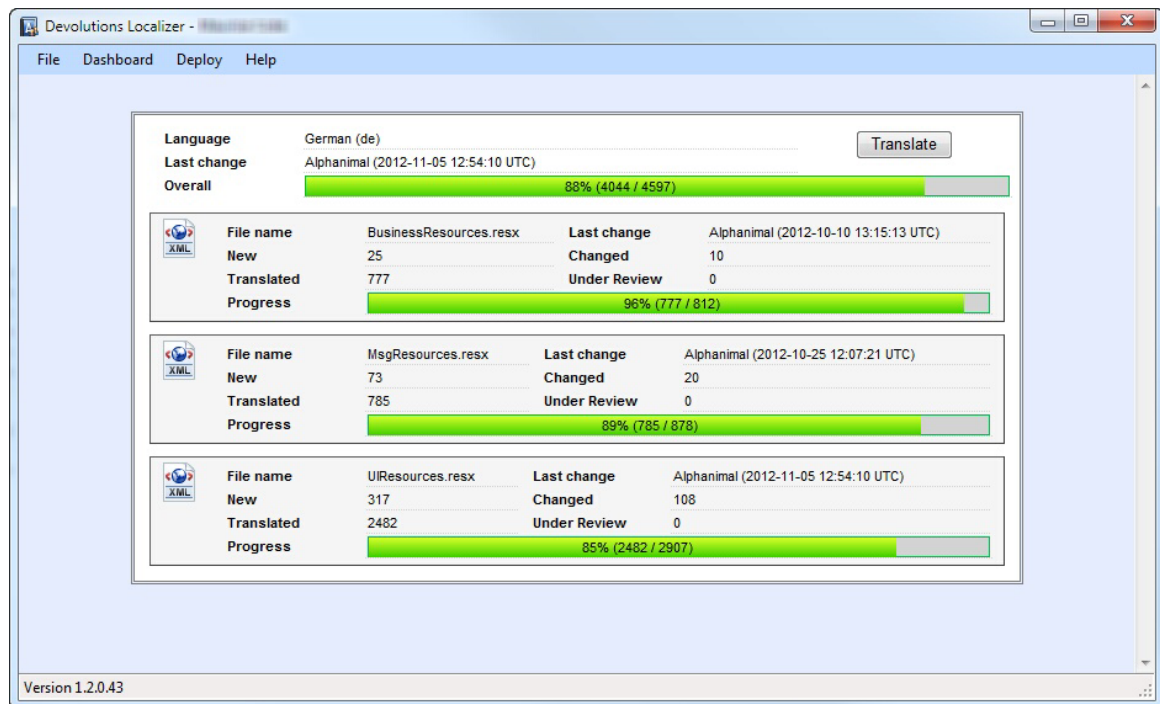 Devolutions Localizer -
File Dashboard Deploy Help
Language German (de)
Translate
Last change Alphanimal (2012-11-05 12:54:10 UTC)
Overall 88% (4044 / 4597)
XML
File name BusinessResources.resx Last change Alphanimal (2012-10-10 13:15:13 UTC)
New 25 Changed 10
Translated 777 Under Review 0
Progress 96% (777 / 812)
XML
File name MsgResources.resx Last change Alphanimal (2012-10-25 12:07:21 UTC)
New 73 Changed 20
Translated 785 Under Review 0
Progress 89% (785 / 878)
XML
File name UIResources.resx Last change Alphanimal (2012-11-05 12:54:10 UTC)
New 317 Changed 108
Translated 2482 Under Review 0
Progress 85% (2482 / 2907)
Version 1.2.0.43